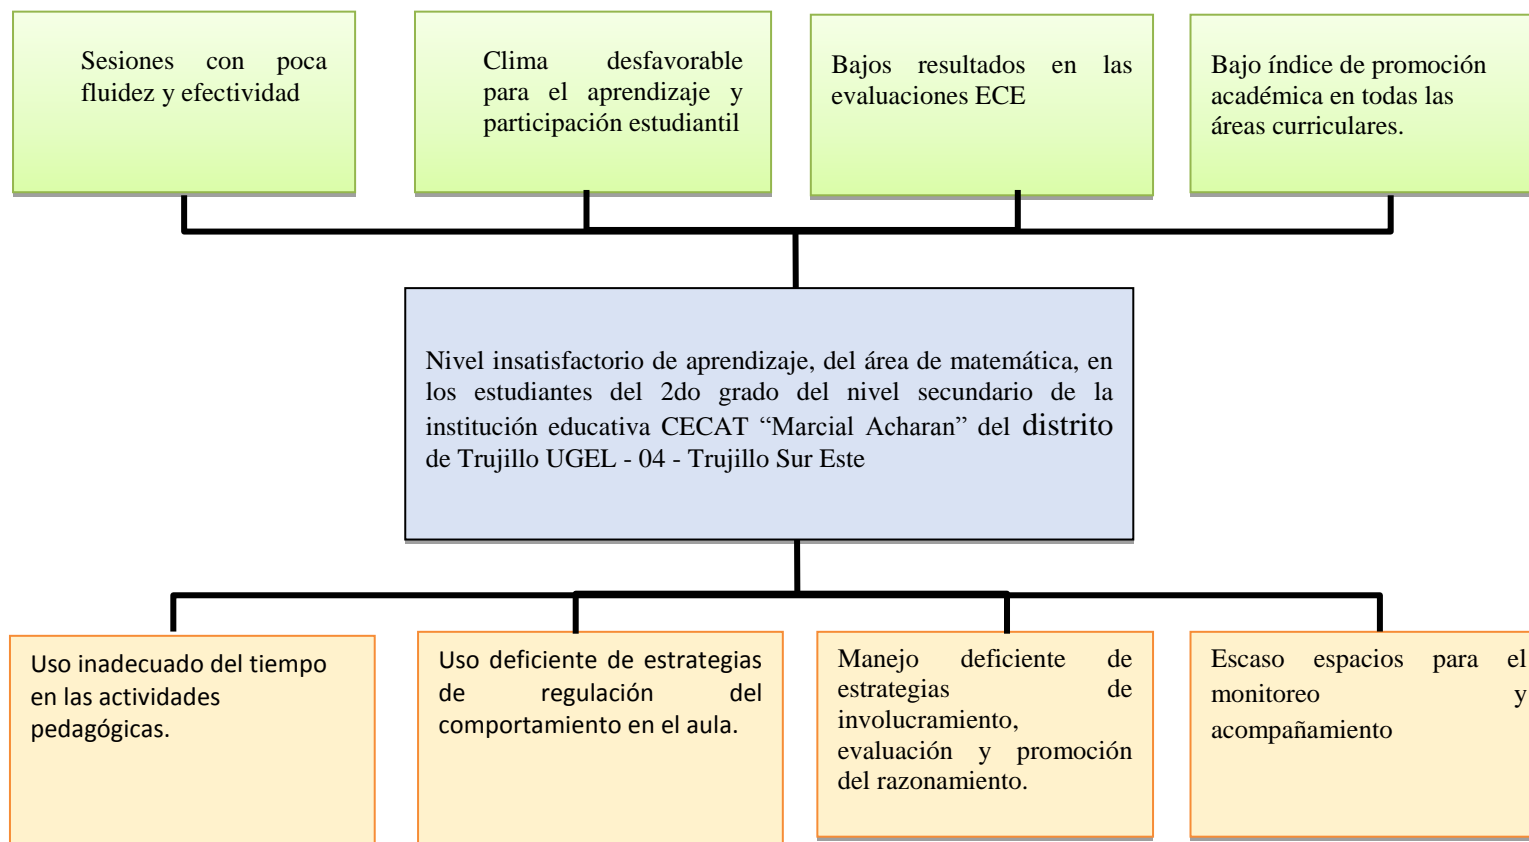 Sesiones con poca
fluidez y efectividad
Clima desfavorable
para el aprendizaje y
participación estudiantil
Bajos resultados en las
evaluaciones ECE
Bajo índice de promoción
académica en todas las
áreas curriculares.
Nivel insatisfactorio de aprendizaje, del área de matemática, en
los estudiantes del 2do grado del nivel secundario de la
institución educativa CECAT “Marcial Acharan” del distrito
de Trujillo UGEL - 04 - Trujillo Sur Este
Uso inadecuado del tiempo
en las actividades
pedagógicas.
Uso deficiente de estrategias
de regulación del
comportamiento en el aula.
Manejo deficiente de
estrategias de
involucramiento,
evaluación y promoción
del razonamiento.
Escaso espacios para el
monitoreo y
acompañamiento